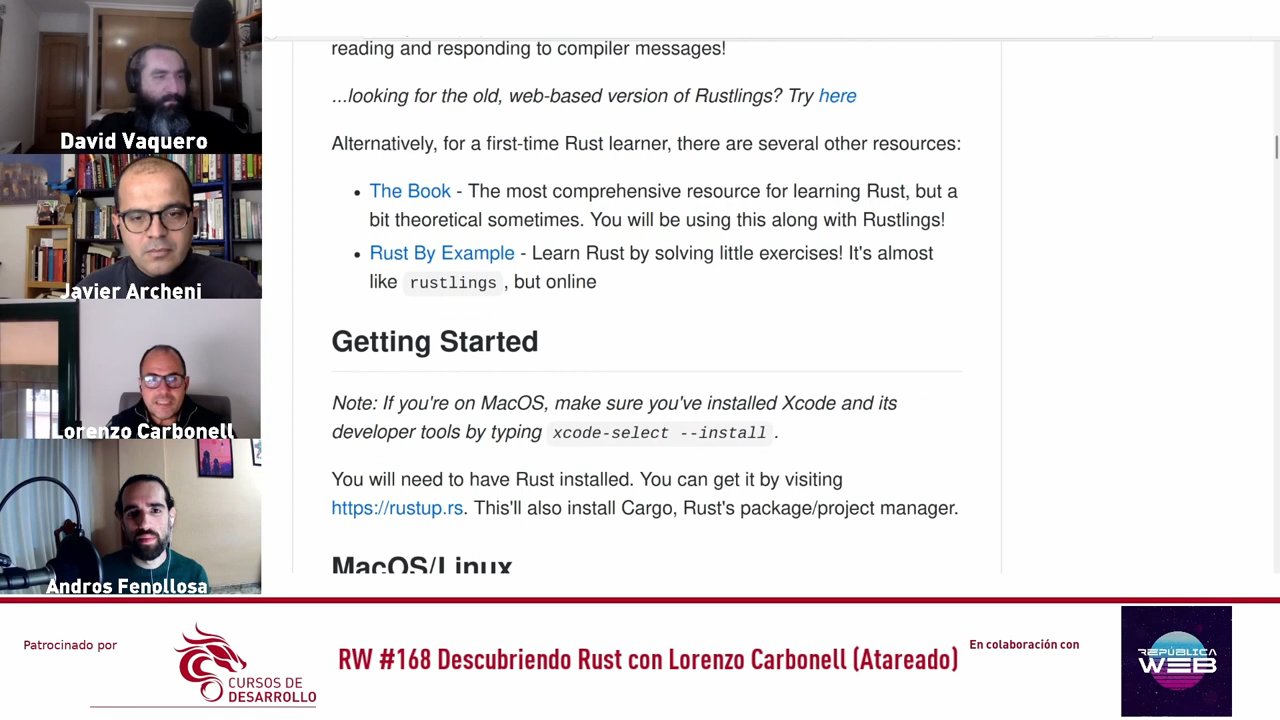 David Vaquero
Javier Archeni
Lorenzo Carbonell
Andros Fenollosa
reading and responding to compiler messages!
...looking for the old, web-based version of Rustlings? Try here
Alternatively, for a first-time Rust learner, there are several other resources:
The Book - The most comprehensive resource for learning Rust, but a
bit theoretical sometimes. You will be using this along with Rustlings!
Rust By Example - Learn Rust by solving little exercises! It's almost
like rustlings , but online
Getting Started
Note: If you're on MacOS, make sure you've installed Xcode and its
developer tools by typing xcode-select --install .
You will need to have Rust installed. You can get it by visiting
https://rustup.rs. This'll also install Cargo, Rust's package/project manager.
MacOS/Linux
Patrocinado por
CURSOS DE
DESARROLLO
RW #168 Descubriendo Rust con Lorenzo Carbonell (Atareado)
En colaboración con
REPÚBLICA
WEB